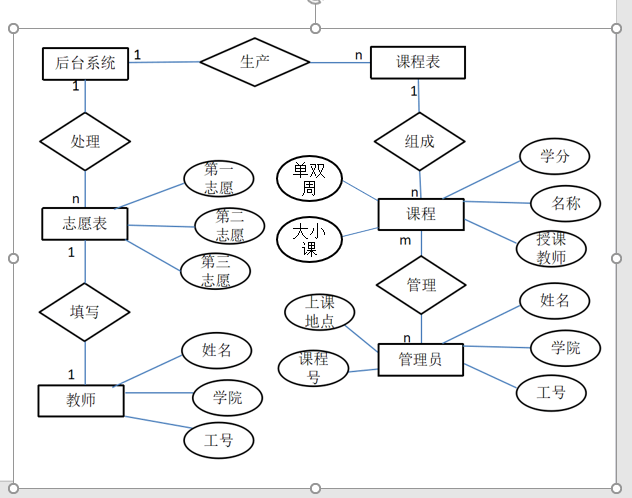 后台系统
1
生产
n
课程表
1
1
处理
组成
n
n
单双
周
学分
第一
志愿
志愿表
第二
志愿
大小
课
课程
名称
1
第三
志愿
m
授课
教师
填写
管理
上课
地点
姓名
1
n
姓名
教师
学院
课程
号
管理员
学院
工号
工号